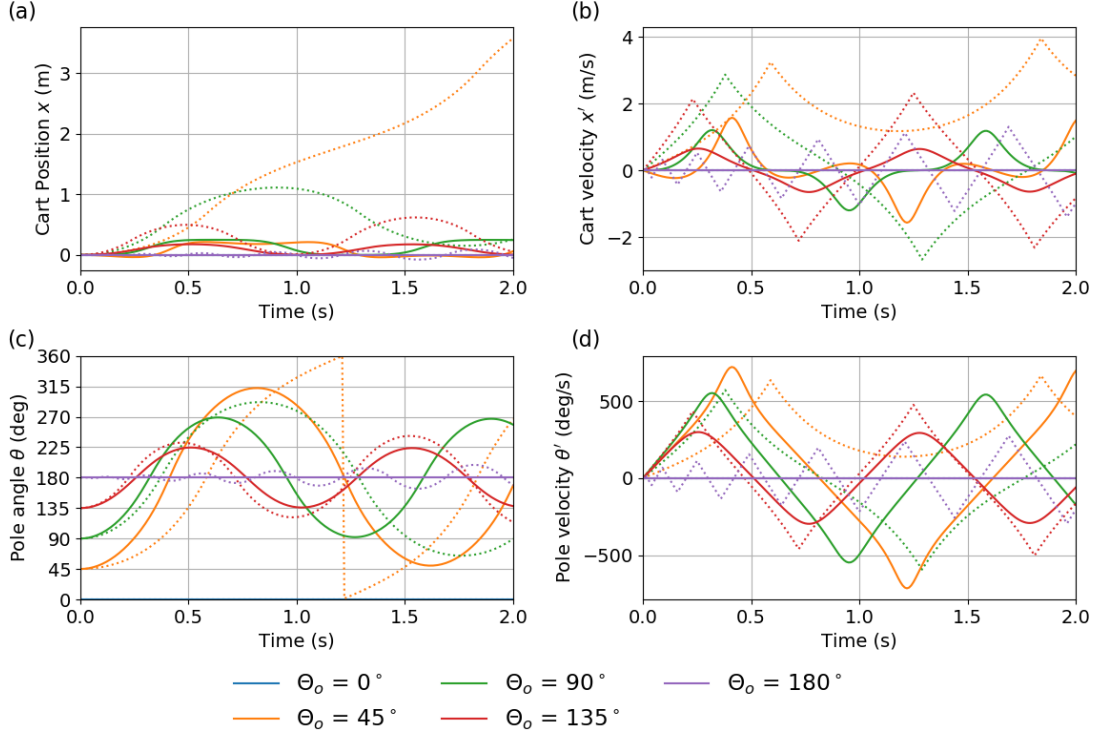 (a)
Cart Position x (m)
3
2
1
0
0.0 0.5 1.0 1.5 2.0
Time (s)
(b)
Cart velocity x′ (m/s)
4
2
0
−2
0.0 0.5 1.0 1.5 2.0
Time (s)
(c)
Pole angle θ (deg)
360
315
270
225
180
135
90
45
0
0.0 0.5 1.0 1.5 2.0
Time (s)
(d)
Pole velocity θ′ (deg/s)
500
0
−500
0.0 0.5 1.0 1.5 2.0
Time (s)
Θo = 0°
Θo = 45°
Θo = 90°
Θo = 135°
Θo = 180°